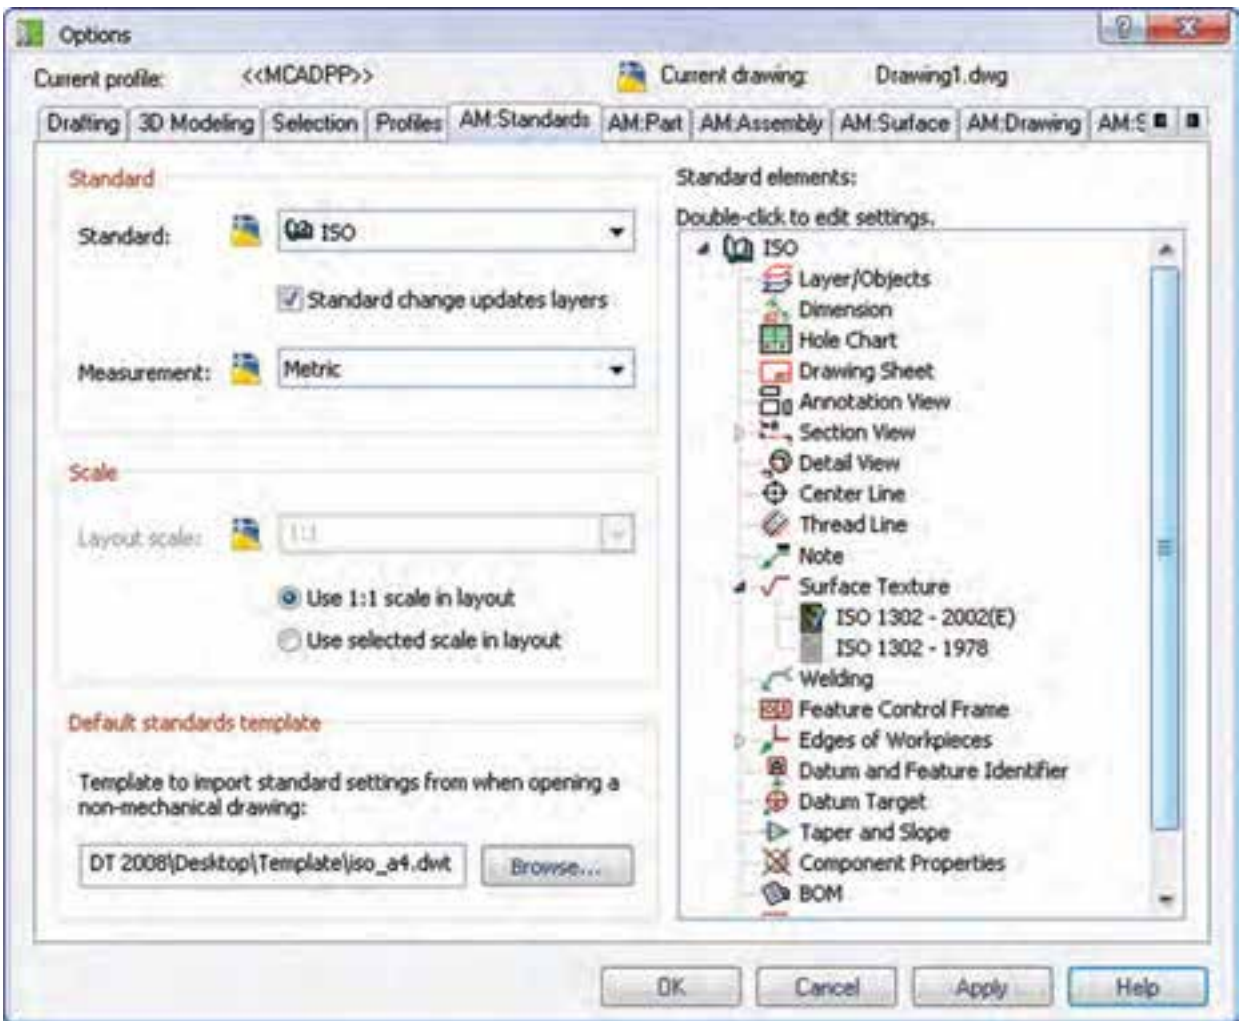 Options
Current profile: <<MCADPP>> Current drawing: Drawing1.dwg
Drafting 3D Modeling Selection Profiles AM:Standards AM:Part AM:Assembly AM:Surface AM:Drawing
Standard
Standard: ISO
Standard change updates layers
Measurement: Metric
Scale
Layout scale: 1:1
Use 1:1 scale in layout
Use selected scale in layout
Default standards template
Template to import standard settings from when opening a
non-mechanical drawing:
DT 2008\Desktop\Template\iso_a4.dwt Browse...
Standard elements:
Double-click to edit settings.
ISO
Layer/Objects
Dimension
Hole Chart
Drawing Sheet
Annotation View
Section View
Detail View
Center Line
Thread Line
Note
Surface Texture
ISO 1302 - 2002(E)
ISO 1302 - 1978
Welding
Feature Control Frame
Edges of Workpieces
Datum and Feature Identifier
Datum Target
Taper and Slope
Component Properties
BOM
OK Cancel Apply Help